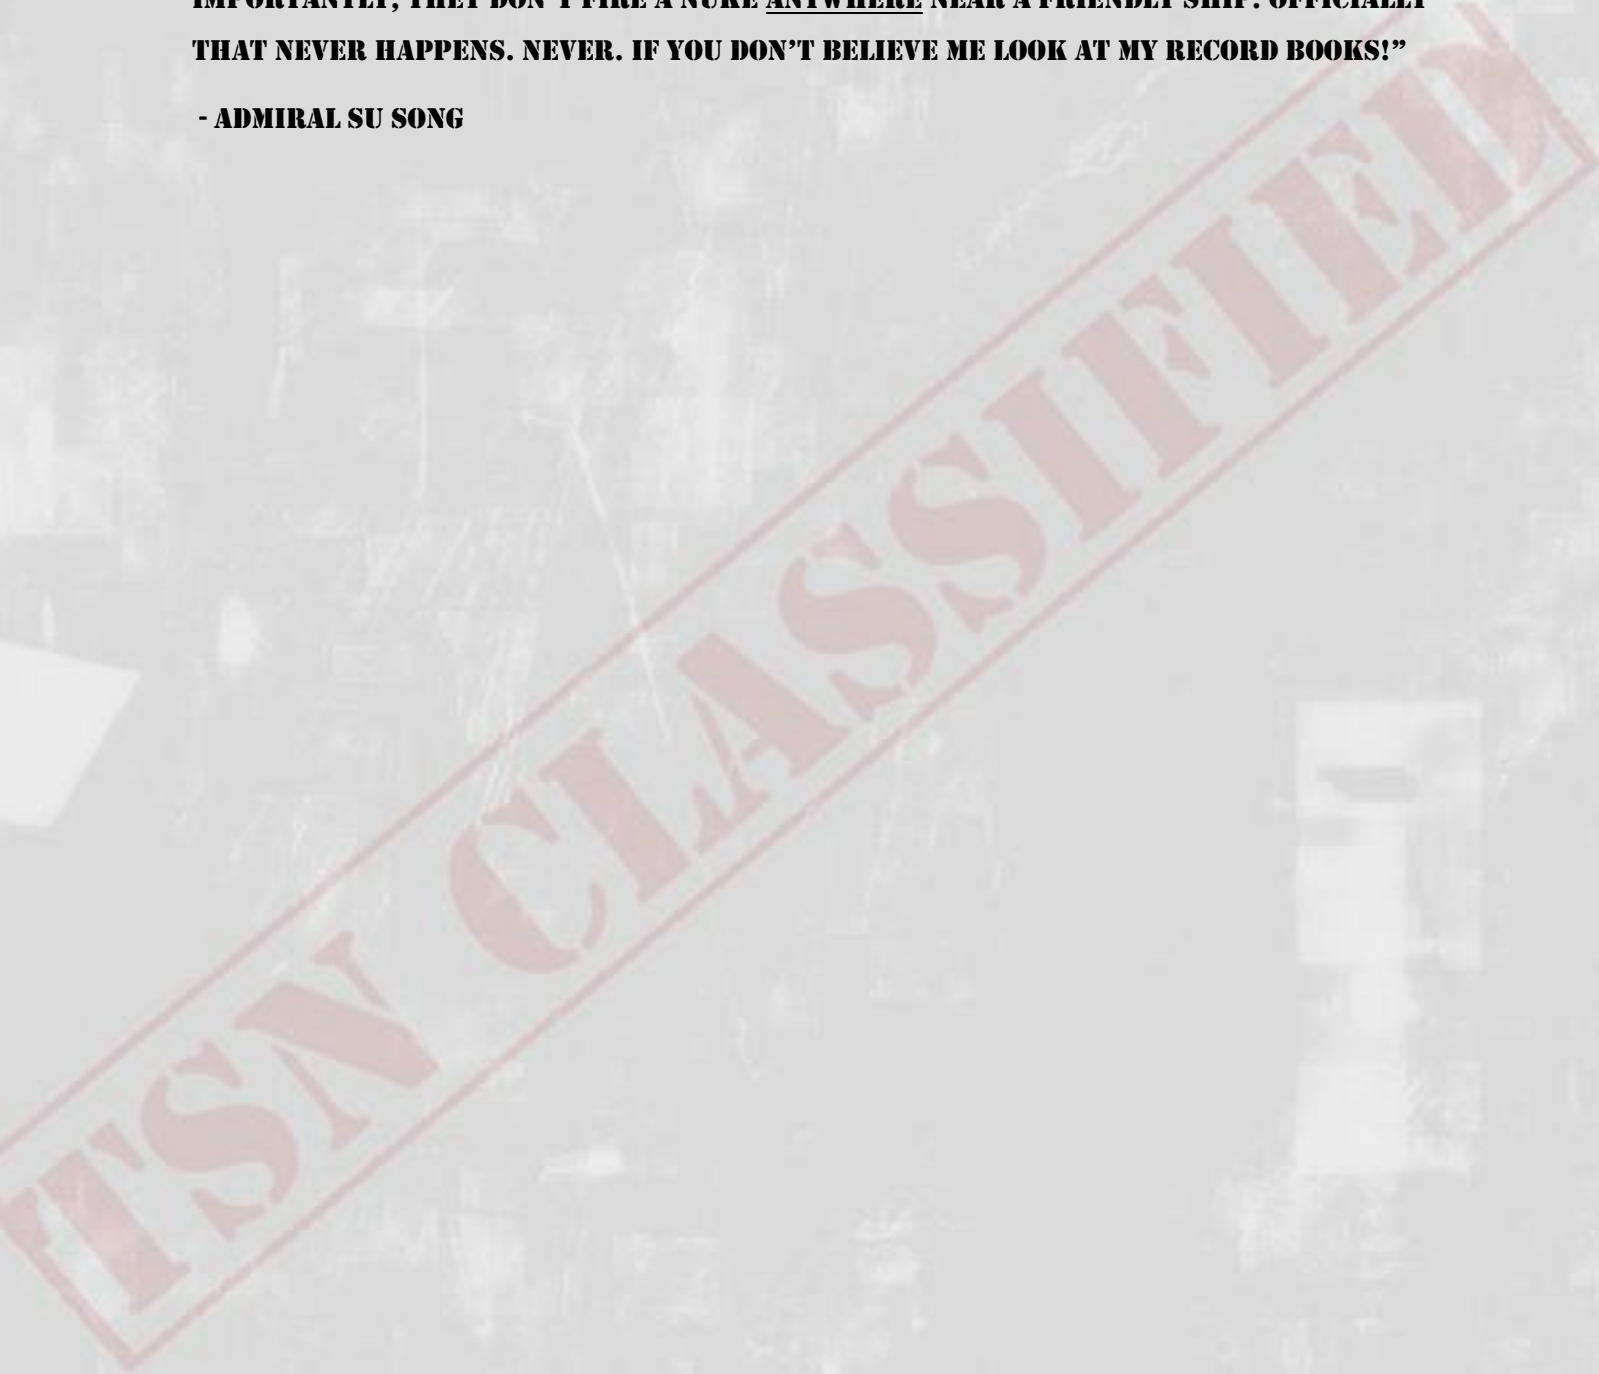 IMPORTANTLY, THEY DON'T FIRE A NUKE ANYWHERE NEAR A FRIENDLY SHIP. OFFICIALLY
THAT NEVER HAPPENS. NEVER. IF YOU DON’T BELIEVE ME LOOK AT MY RECORD BOOKS!”
- ADMIRAL SU SONG
TSN CLASSIFIED